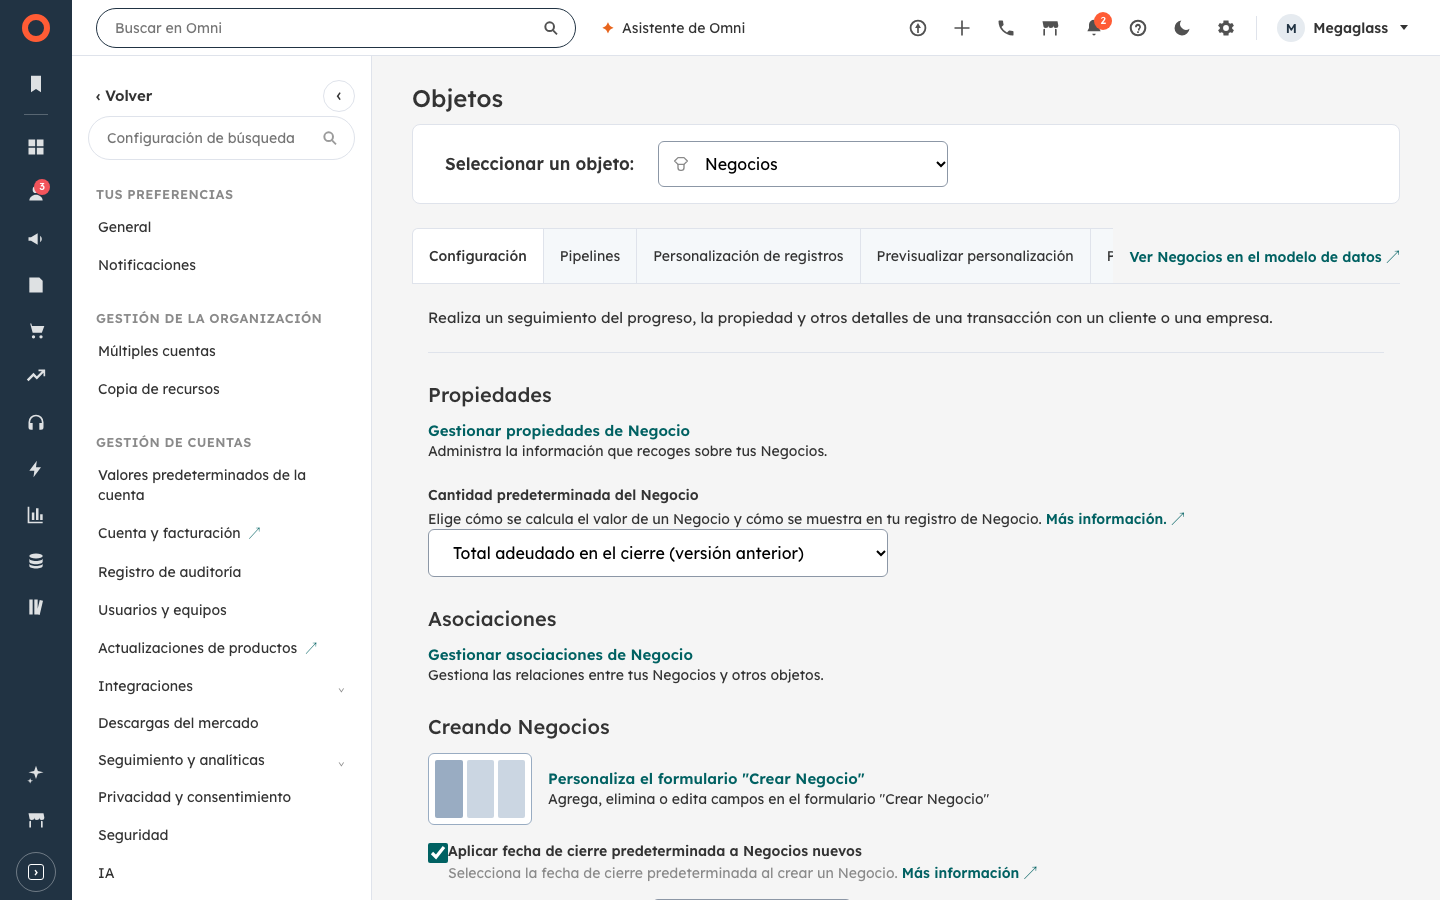 Buscar en Omni
Asistente de Omni
2
M
Megaglass
3
‹ Volver
Configuración de búsqueda
TUS PREFERENCIAS
General
Notificaciones
GESTIÓN DE LA ORGANIZACIÓN
Múltiples cuentas
Copia de recursos
GESTIÓN DE CUENTAS
Valores predeterminados de la
cuenta
Cuenta y facturación
Registro de auditoría
Usuarios y equipos
Actualizaciones de productos
Integraciones
Descargas del mercado
Seguimiento y analíticas
Privacidad y consentimiento
Seguridad
IA
Objetos
Seleccionar un objeto:
Negocios
Configuración
Pipelines
Personalización de registros
Previsualizar personalización
Ver Negocios en el modelo de datos
Realiza un seguimiento del progreso, la propiedad y otros detalles de una transacción con un cliente o una empresa.
Propiedades
Gestionar propiedades de Negocio
Administra la información que recoges sobre tus Negocios.
Cantidad predeterminada del Negocio
Elige cómo se calcula el valor de un Negocio y cómo se muestra en tu registro de Negocio. Más información.
Total adeudado en el cierre (versión anterior)
Asociaciones
Gestionar asociaciones de Negocio
Gestiona las relaciones entre tus Negocios y otros objetos.
Creando Negocios
Personaliza el formulario "Crear Negocio"
Agrega, elimina o edita campos en el formulario "Crear Negocio"
Aplicar fecha de cierre predeterminada a Negocios nuevos
Selecciona la fecha de cierre predeterminada al crear un Negocio. Más información